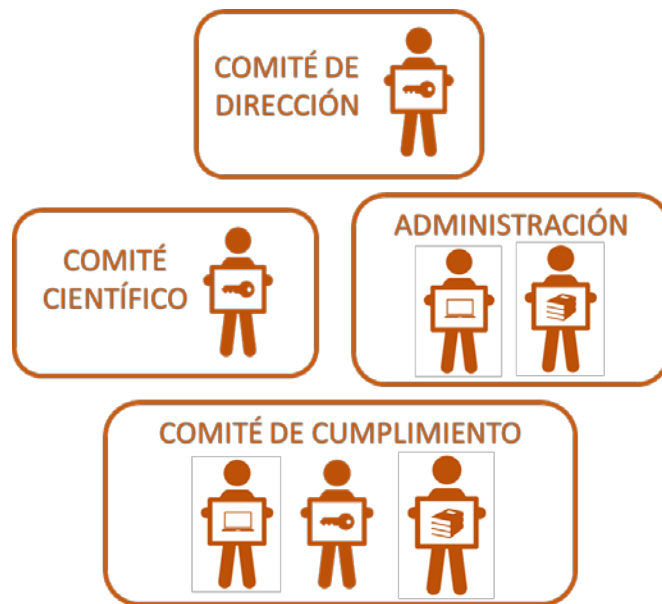 COMITÉ DE
DIRECCIÓN
COMITÉ
CIENTÍFICO
ADMINISTRACIÓN
COMITÉ DE CUMPLIMIENTO